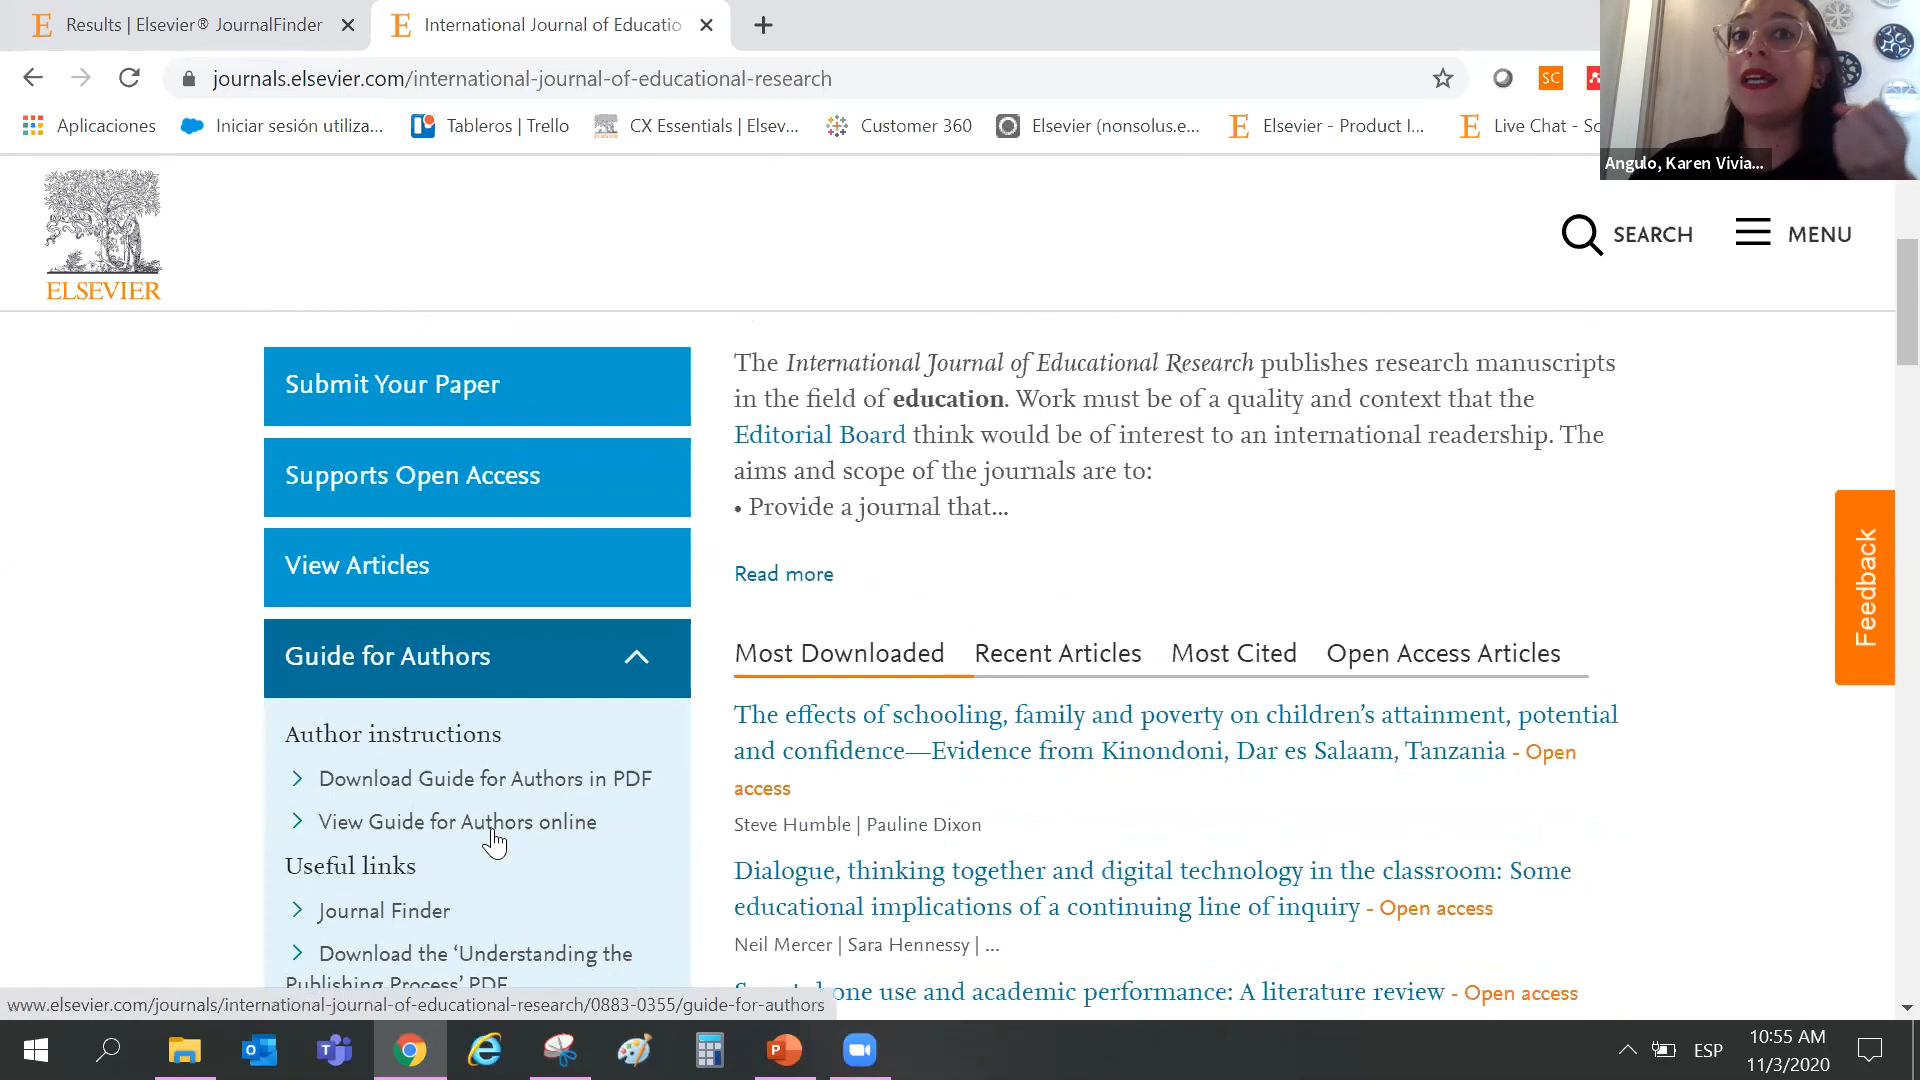 Results | Elsevier® JournalFinder
International Journal of Educatio
journals.elsevier.com/international-journal-of-educational-research
SC
Aplicaciones
Iniciar sesión utiliza...
Tableros | Trello
CX Essentials | Elsev...
Customer 360
Elsevier (nonsolus.e...
Elsevier - Product I...
Live Chat - Sc
Angulo, Karen Vivia...
ELSEVIER
SEARCH
MENU
Submit Your Paper
Supports Open Access
View Articles
Guide for Authors
Author instructions
Download Guide for Authors in PDF
View Guide for Authors online
Useful links
Journal Finder
Download the ‘Understanding the
Publishing Process’ PDF
The International Journal of Educational Research publishes research manuscripts
in the field of education. Work must be of a quality and context that the
Editorial Board think would be of interest to an international readership. The
aims and scope of the journals are to:
• Provide a journal that...
Read more
Most Downloaded
Recent Articles
Most Cited
Open Access Articles
The effects of schooling, family and poverty on children’s attainment, potential
and confidence—Evidence from Kinondoni, Dar es Salaam, Tanzania - Open
access
Steve Humble | Pauline Dixon
Dialogue, thinking together and digital technology in the classroom: Some
educational implications of a continuing line of inquiry - Open access
Neil Mercer | Sara Hennessy | ...
use and academic performance: A literature review - Open access
Feedback
www.elsevier.com/journals/international-journal-of-educational-research/0883-0355/guide-for-authors
ESP
10:55 AM
11/3/2020